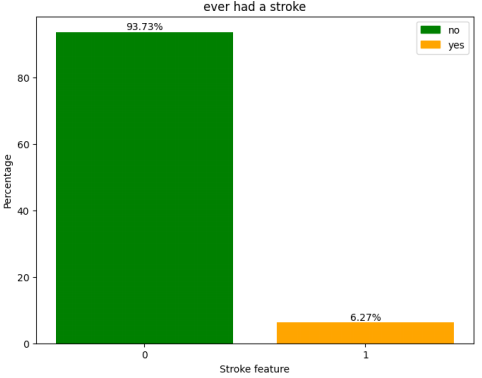 ever had a stroke
93.73%
no
yes
80
60
40
20
0
Percentage
6.27%
0
1
Stroke feature